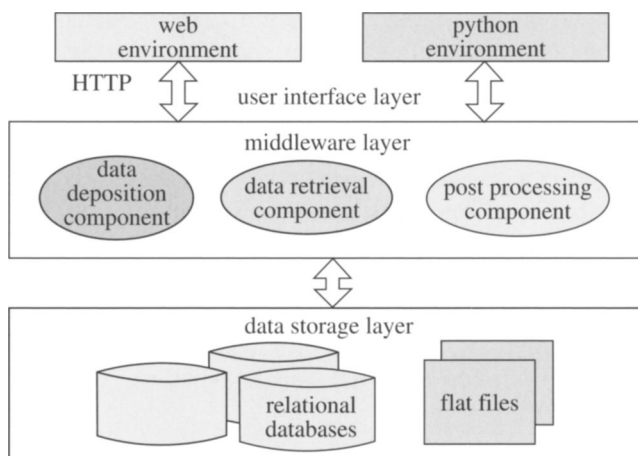 web
environment
python
environment
HTTP
user interface layer
middleware layer
data
deposition
component
data retrieval
component
post processing
component
data storage layer
relational
databases
flat files